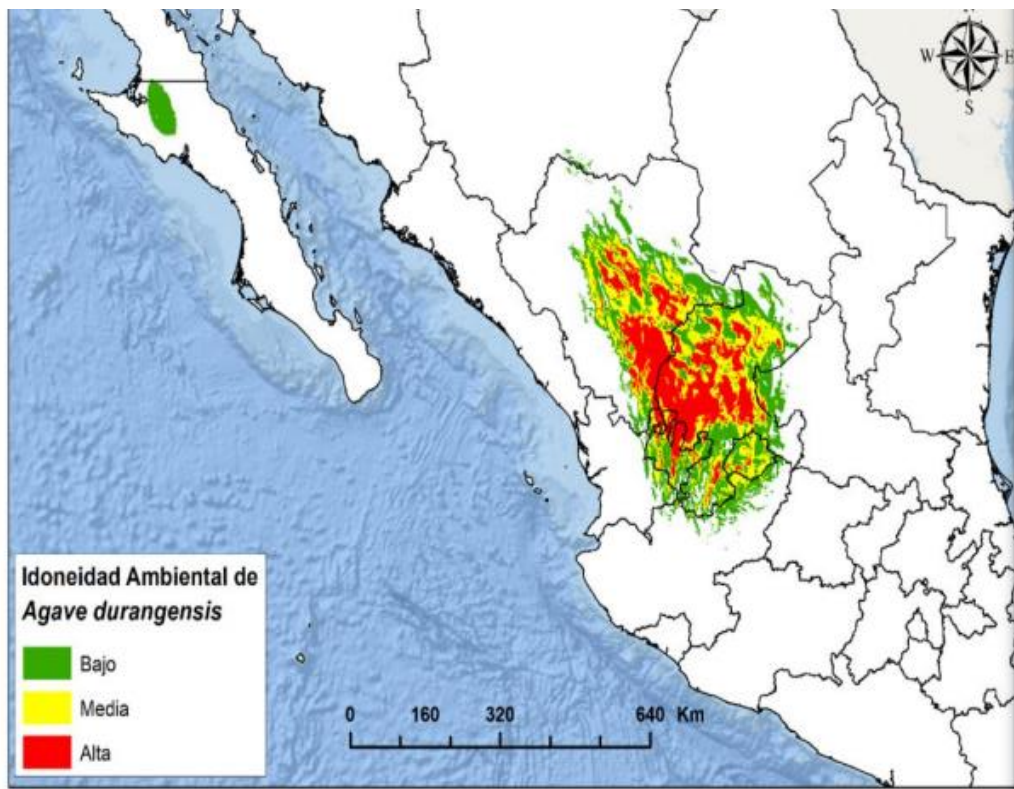 W
E
S
Idoneidad Ambiental de
Agave durangensis
Bajo
Media
Alta
0 160 320 640 Km